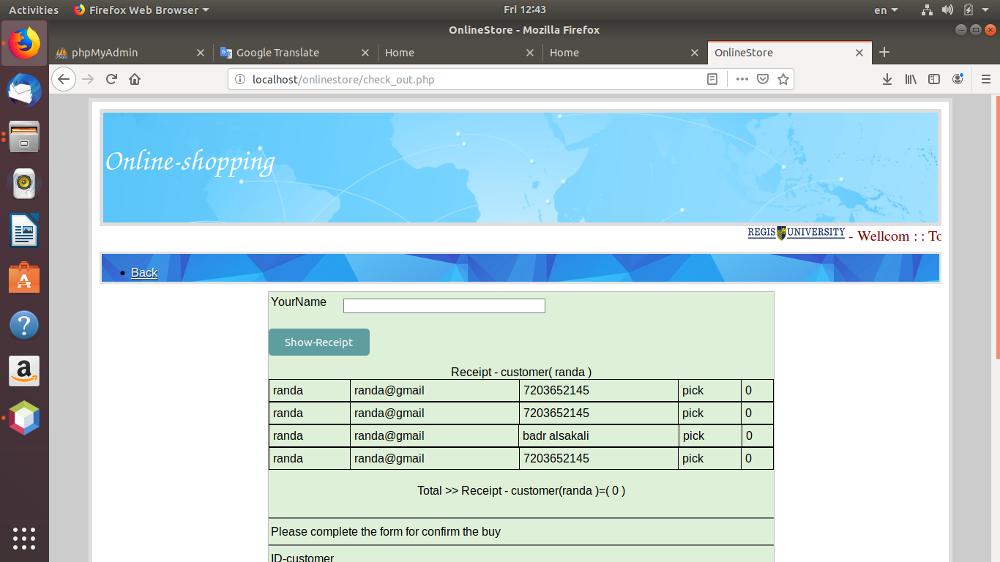 Activities Firefox Web Browser Fri 12:43 en
OnlineStore - Mozilla Firefox
phpMyAdmin Google Translate Home Home OnlineStore
localhost/onlinestore/check_out.php
Online-shopping
REGIS UNIVERSITY - Wellcom : : To
Back
YourName
Show-Receipt
Receipt - customer( randa )
randa randa@gmail 7203652145 pick 0
randa randa@gmail 7203652145 pick 0
randa randa@gmail badr alsakali pick 0
randa randa@gmail 7203652145 pick 0
Total >> Receipt - customer(randa )=( 0 )
Please complete the form for confirm the buy
ID-customer